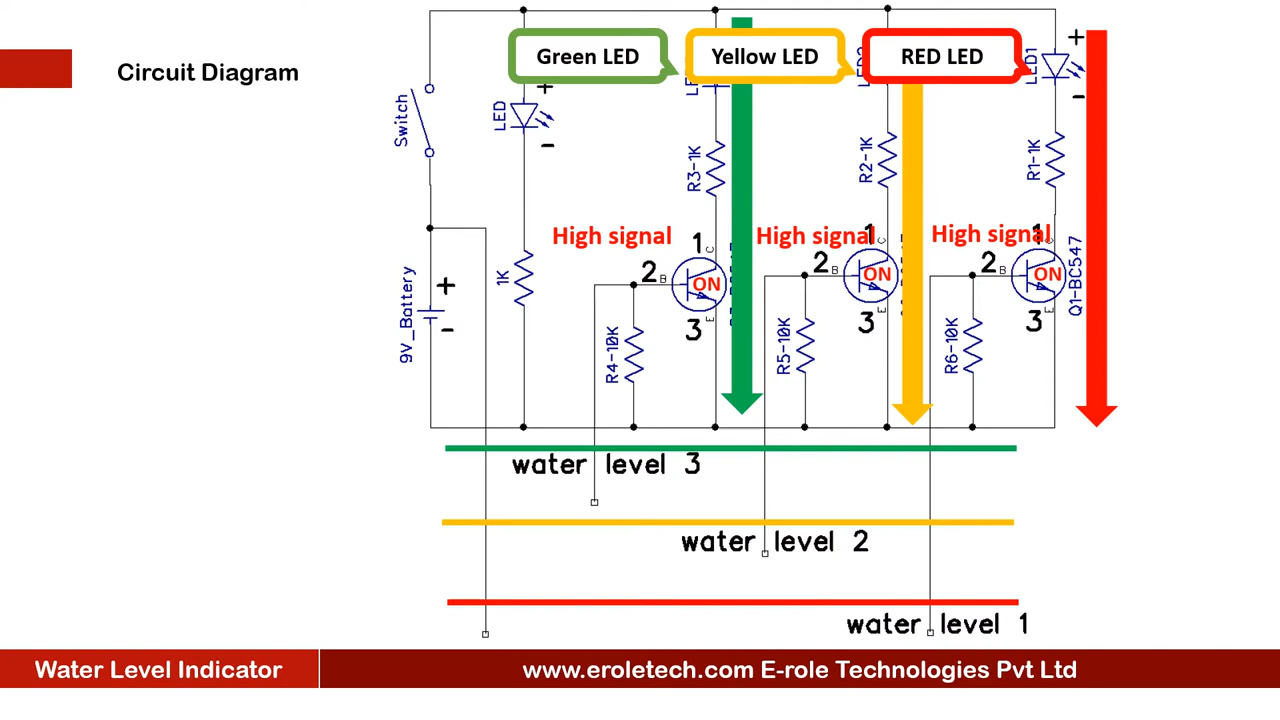 Circuit Diagram
Green LED
Yellow LED
RED LED
+
-
LED
+
-
Switch
R3-1K
R2-1K
R1-1K
High signal
High signal
High signal
1
C
2
B
ON
3
E
1
C
2
B
ON
3
E
1
C
2
B
ON
3
E
Q1-BC547
1K
9V_Battery
+
-
R4-10K
R5-10K
R6-10K
water level 3
water level 2
water level 1
Water Level Indicator
www.eroletech.com E-role Technologies Pvt Ltd